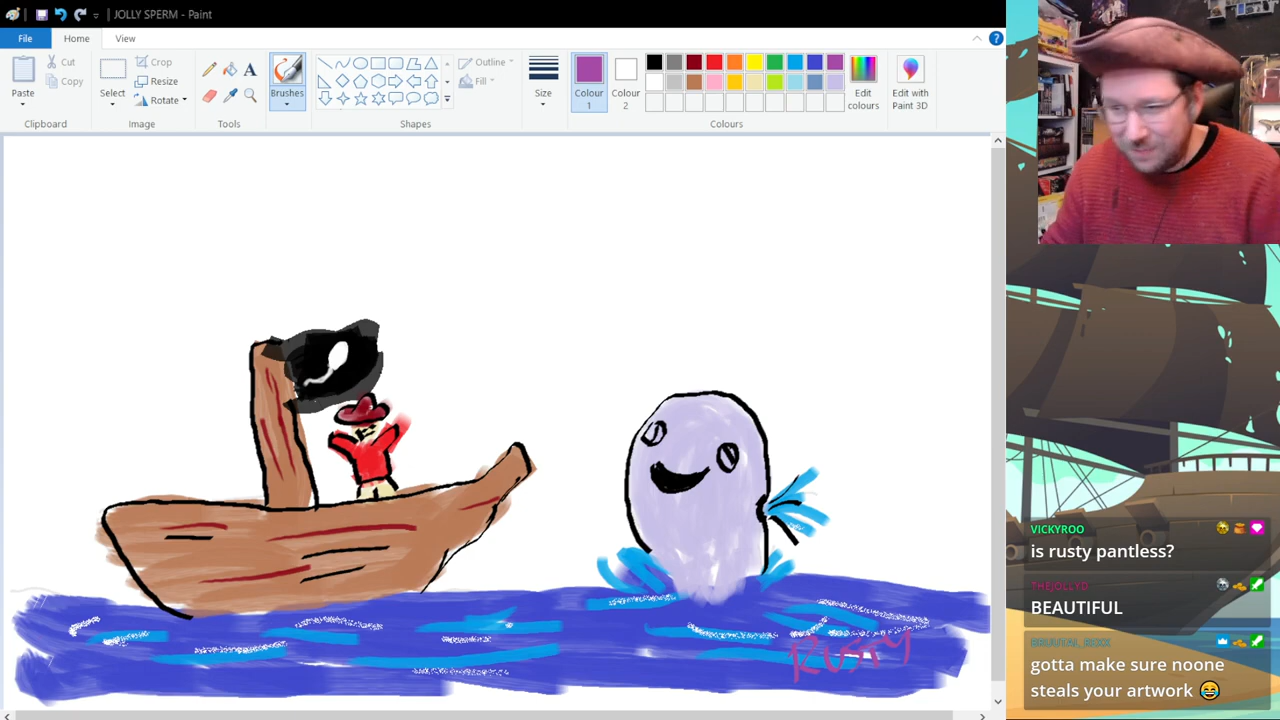 JOLLY SPERM - Paint
File Home View
Paste Cut Copy
Clipboard
Select Crop Resize Rotate
Image
A
Tools
Brushes
Outline
Fill
Shapes
Size
Colour 1
Colour 2
Edit colours
Edit with Paint 3D
Colours
RUSTY
VICKYROO
is rusty pantless?
THEJOLLYD
BEAUTIFUL
gotta make sure noone
steals your artwork 😂